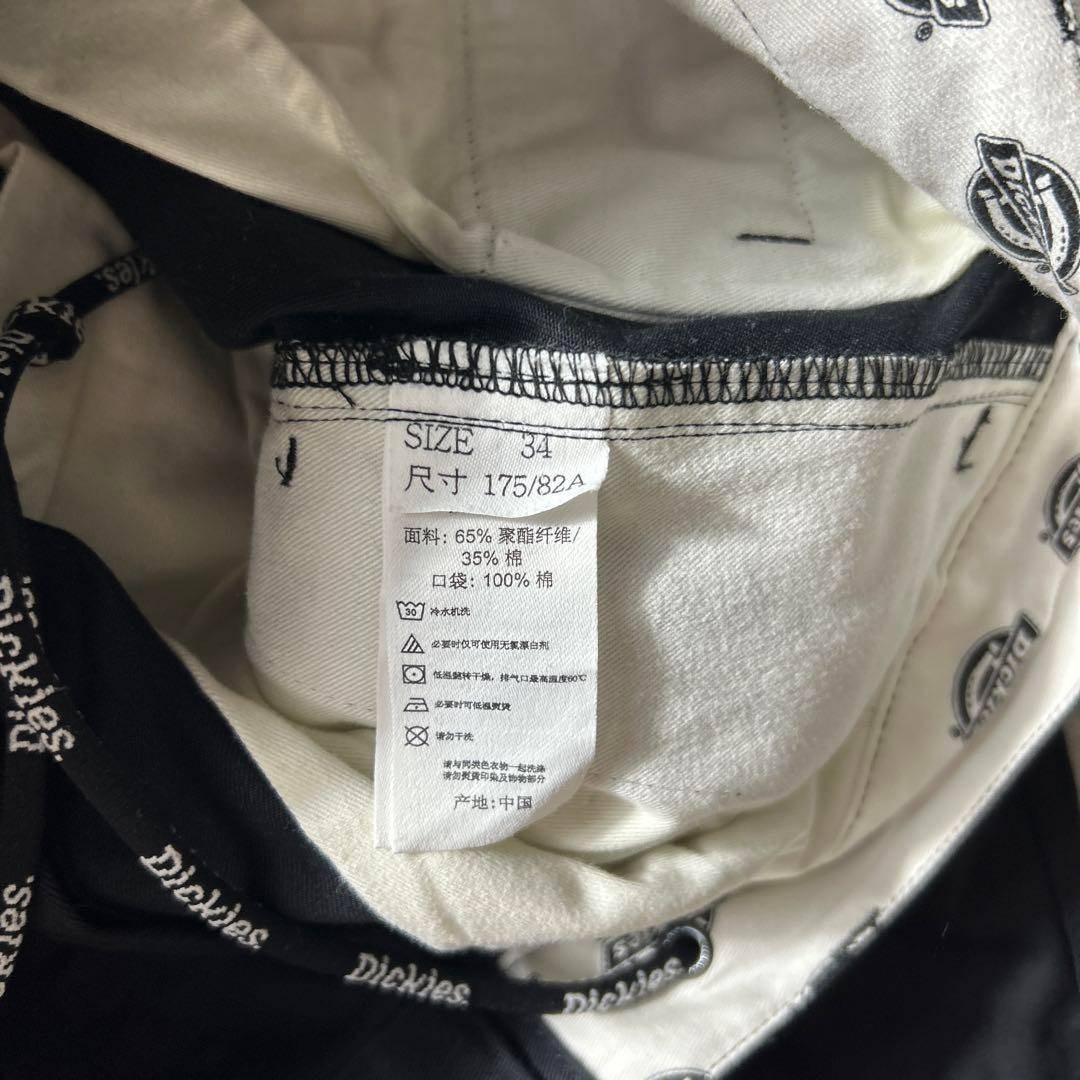 SIZE 34
尺寸 175/82A
面料: 65% 聚酯纤维/
35% 棉
口袋: 100% 棉
30 冷水机洗
必要时仅可使用无氯漂白剂
低温翻转干燥，排气口最高温度60℃
必要时可低温熨烫
请勿干洗
请与同类色衣物一起洗涤
请勿熨烫印染及饰物部分
产地:中国
Dickies.
Dickies.
Dickies.
Dickies.
Dickies
Dickies